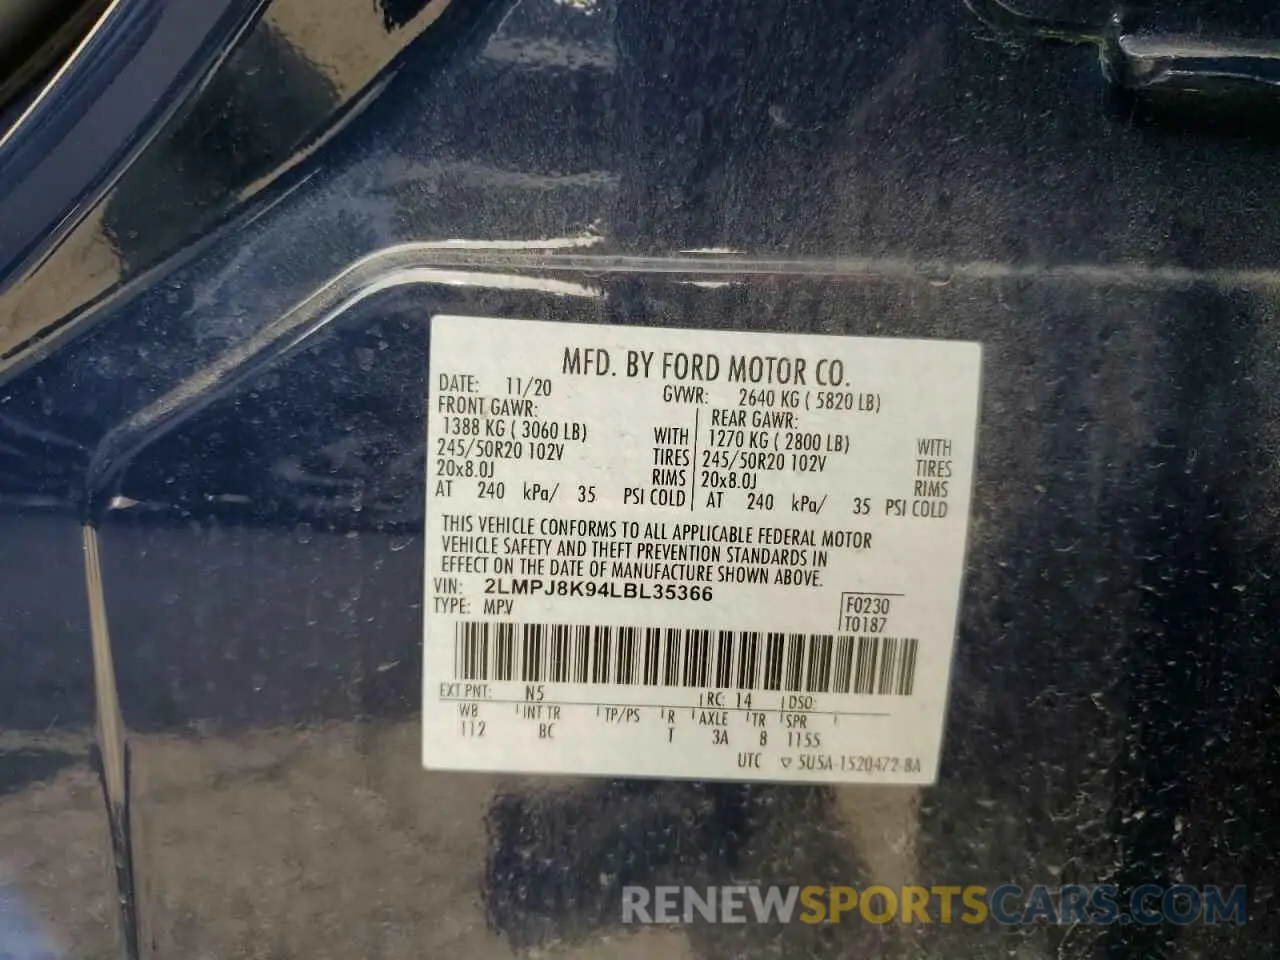 MFD. BY FORD MOTOR CO.
DATE: 11/20 GVWR: 2640 KG ( 5820 LB)
FRONT GAWR: REAR GAWR:
1388 KG ( 3060 LB) WITH 1270 KG ( 2800 LB) WITH
245/50R20 102V TIRES 245/50R20 102V TIRES
20x8.0J RIMS 20x8.0J RIMS
AT 240 kPa/ 35 PSI COLD AT 240 kPa/ 35 PSI COLD
THIS VEHICLE CONFORMS TO ALL APPLICABLE FEDERAL MOTOR
VEHICLE SAFETY AND THEFT PREVENTION STANDARDS IN
EFFECT ON THE DATE OF MANUFACTURE SHOWN ABOVE.
VIN: 2LMPJ8K94LBL35366
TYPE: MPV F0230
T0187
EXT PNT: N5 RC: 14 DSO:
WB INT TR TP/PS R AXLE TR SPR
112 BC T 3A 8 1155
UTC ▽ 5U5A-1520472-BA
RENEWSPORTSCARS.COM